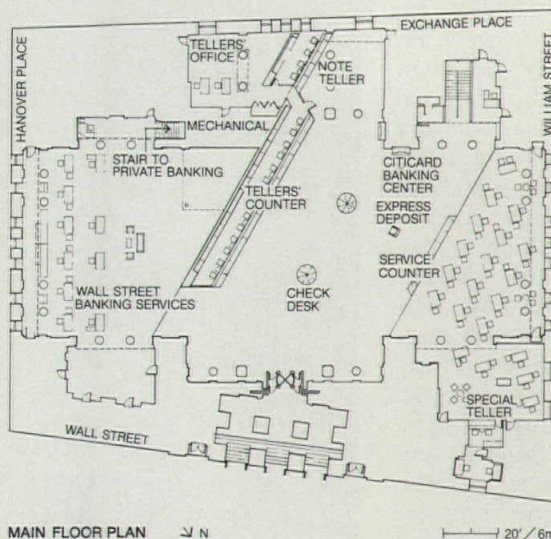 EXCHANGE PLACE
HANOVER PLACE
WILLIAM STREET
TELLERS'
OFFICE
NOTE
TELLER
MECHANICAL
STAIR TO
PRIVATE BANKING
CITICARD
BANKING
CENTER
TELLERS'
COUNTER
EXPRESS
DEPOSIT
SERVICE
COUNTER
WALL STREET
BANKING SERVICES
CHECK
DESK
SPECIAL
TELLER
WALL STREET
MAIN FLOOR PLAN N 20'/6m